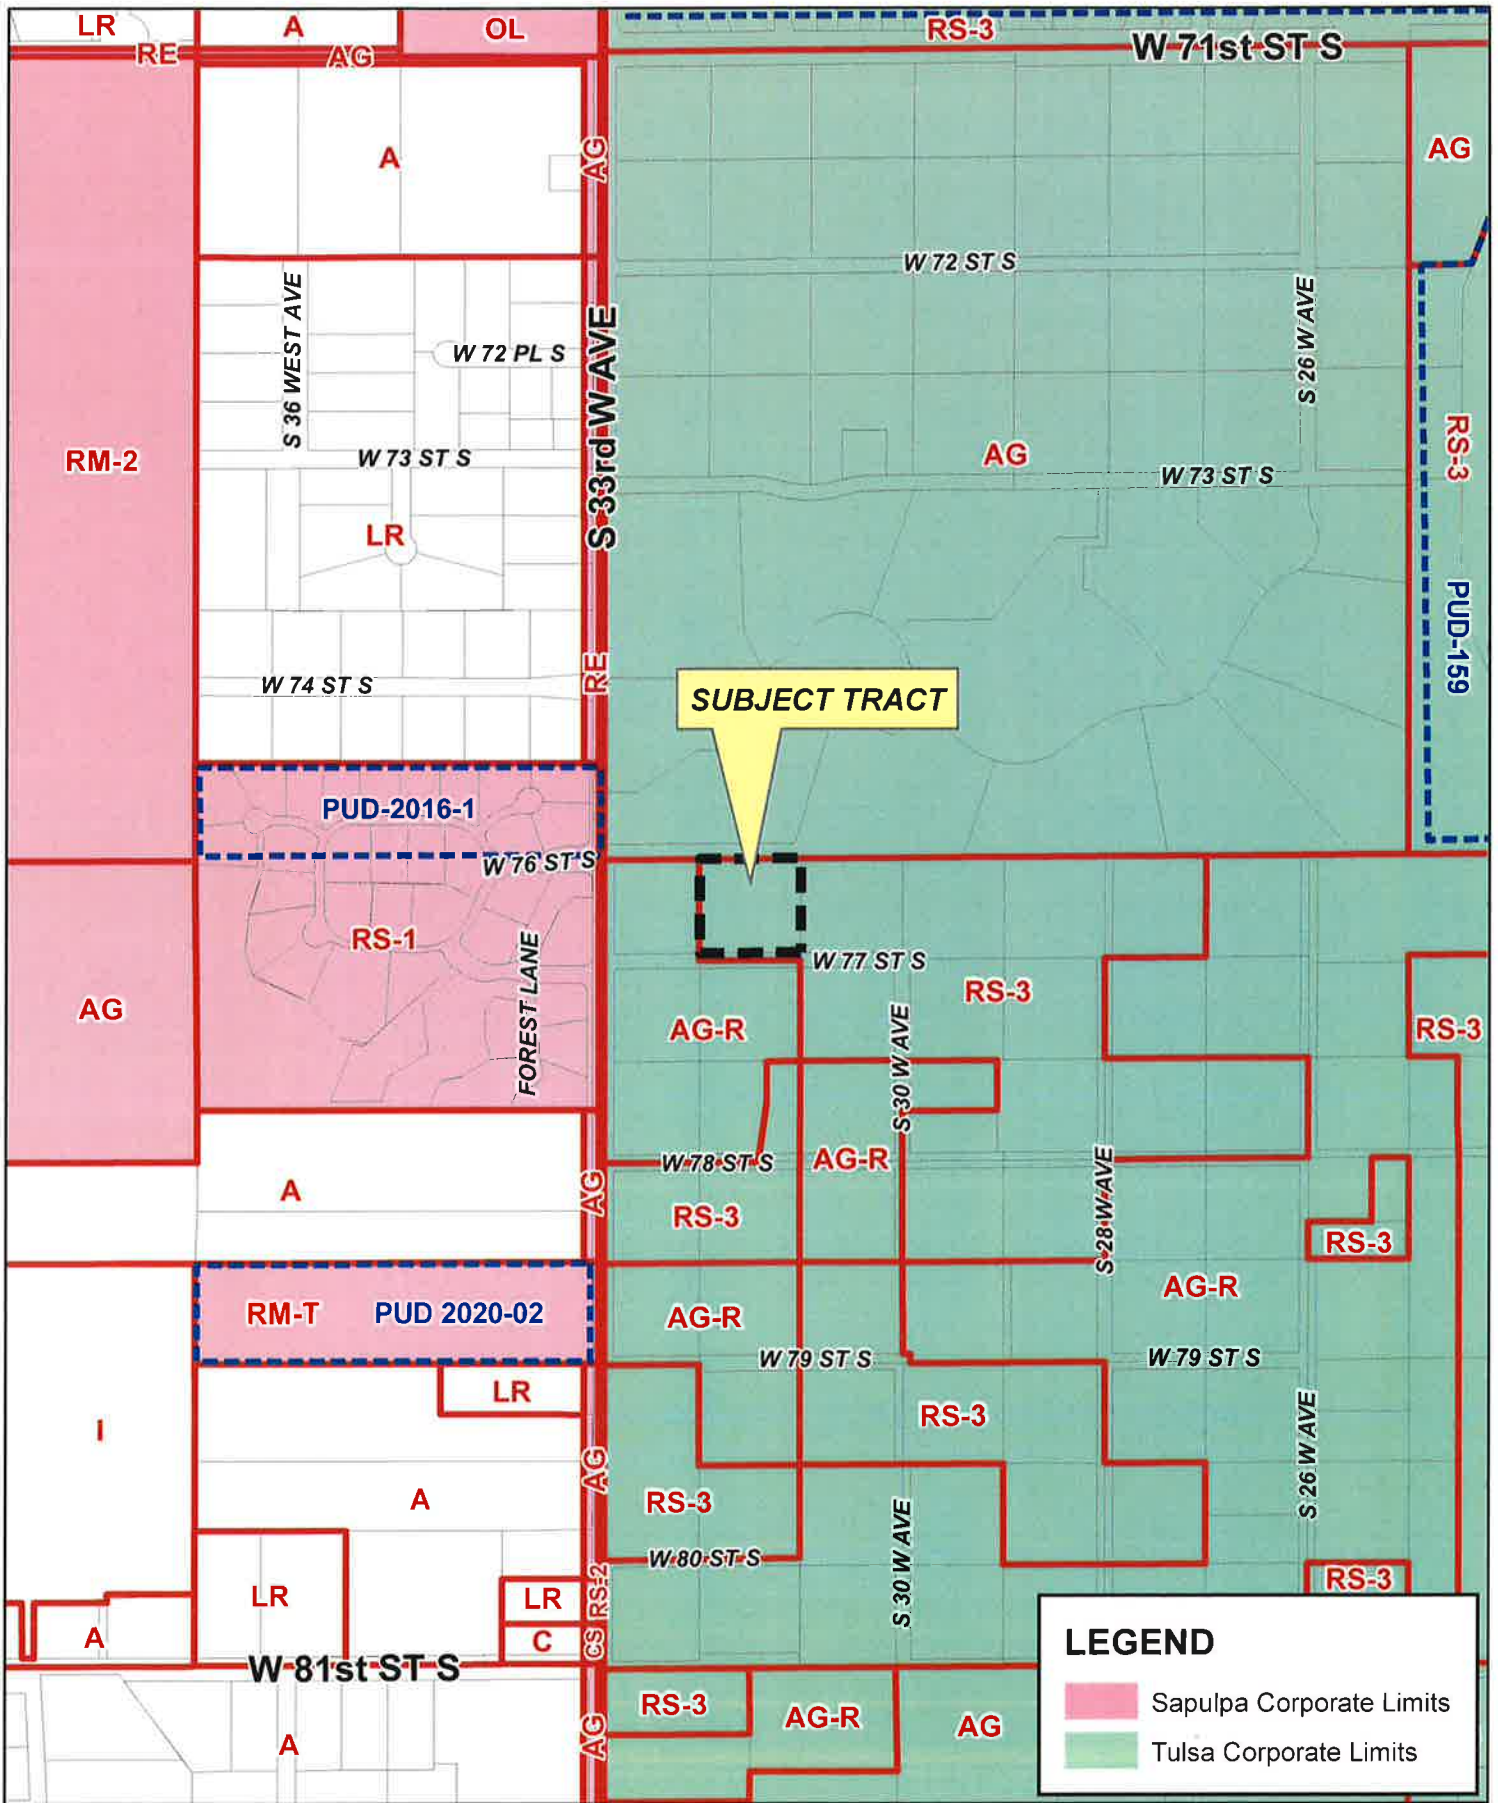 LR
A
OL
RS-3
W 71st ST S
RE
AG
A
AG
AG
W 72 ST S
S 36 WEST AVE
W 72 PL S
S 33rd W AVE
S 26 W AVE
RM-2
W 73 ST S
AG
W 73 ST S
RS-3
LR
PUD-159
RE
W 74 ST S
SUBJECT TRACT
PUD-2016-1
W 76 ST S
RS-1
FOREST LANE
W 77 ST S
RS-3
AG
AG-R
S 30 W AVE
RS-3
W 78 ST S
AG-R
S 28 W AVE
A
AG
RS-3
RS-3
RM-T
PUD 2020-02
AG-R
AG-R
W 79 ST S
W 79 ST S
LR
RS-3
I
AG
S 26 W AVE
A
RS-3
W 80 ST S
S 30 W AVE
RS-3
LR
LR
RS-2
A
C
CS
W 81st ST S
RS-3
AG-R
AG
A
AG
LEGEND
Sapulpa Corporate Limits
Tulsa Corporate Limits